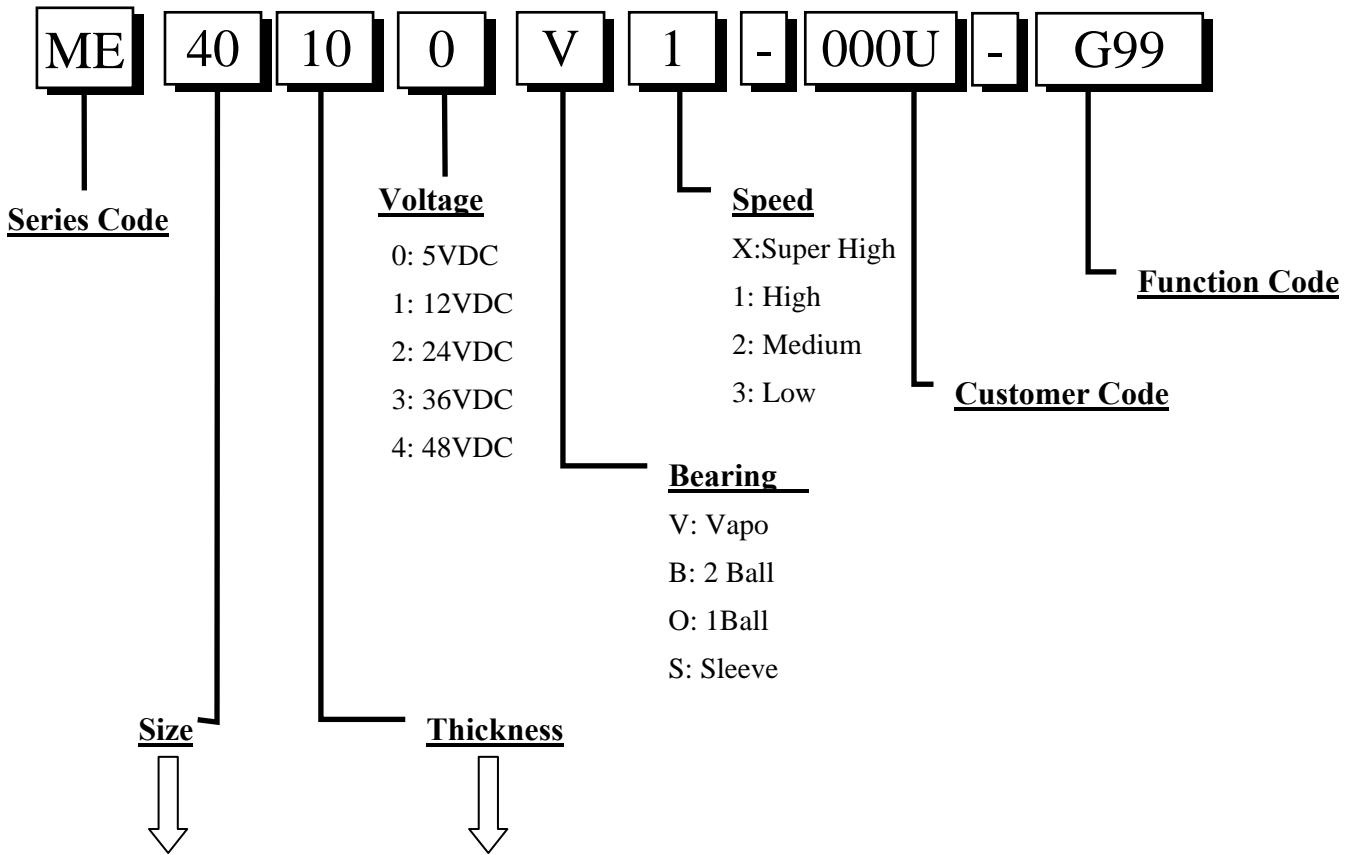 ME 40 10 0 V 1 - 000U - G99
Series Code
Voltage
0: 5VDC
1: 12VDC
2: 24VDC
3: 36VDC
4: 48VDC
Speed
X:Super High
1: High
2: Medium
3: Low
Function Code
Customer Code
Bearing
V: Vapo
B: 2 Ball
O: 1Ball
S: Sleeve
Size
Thickness